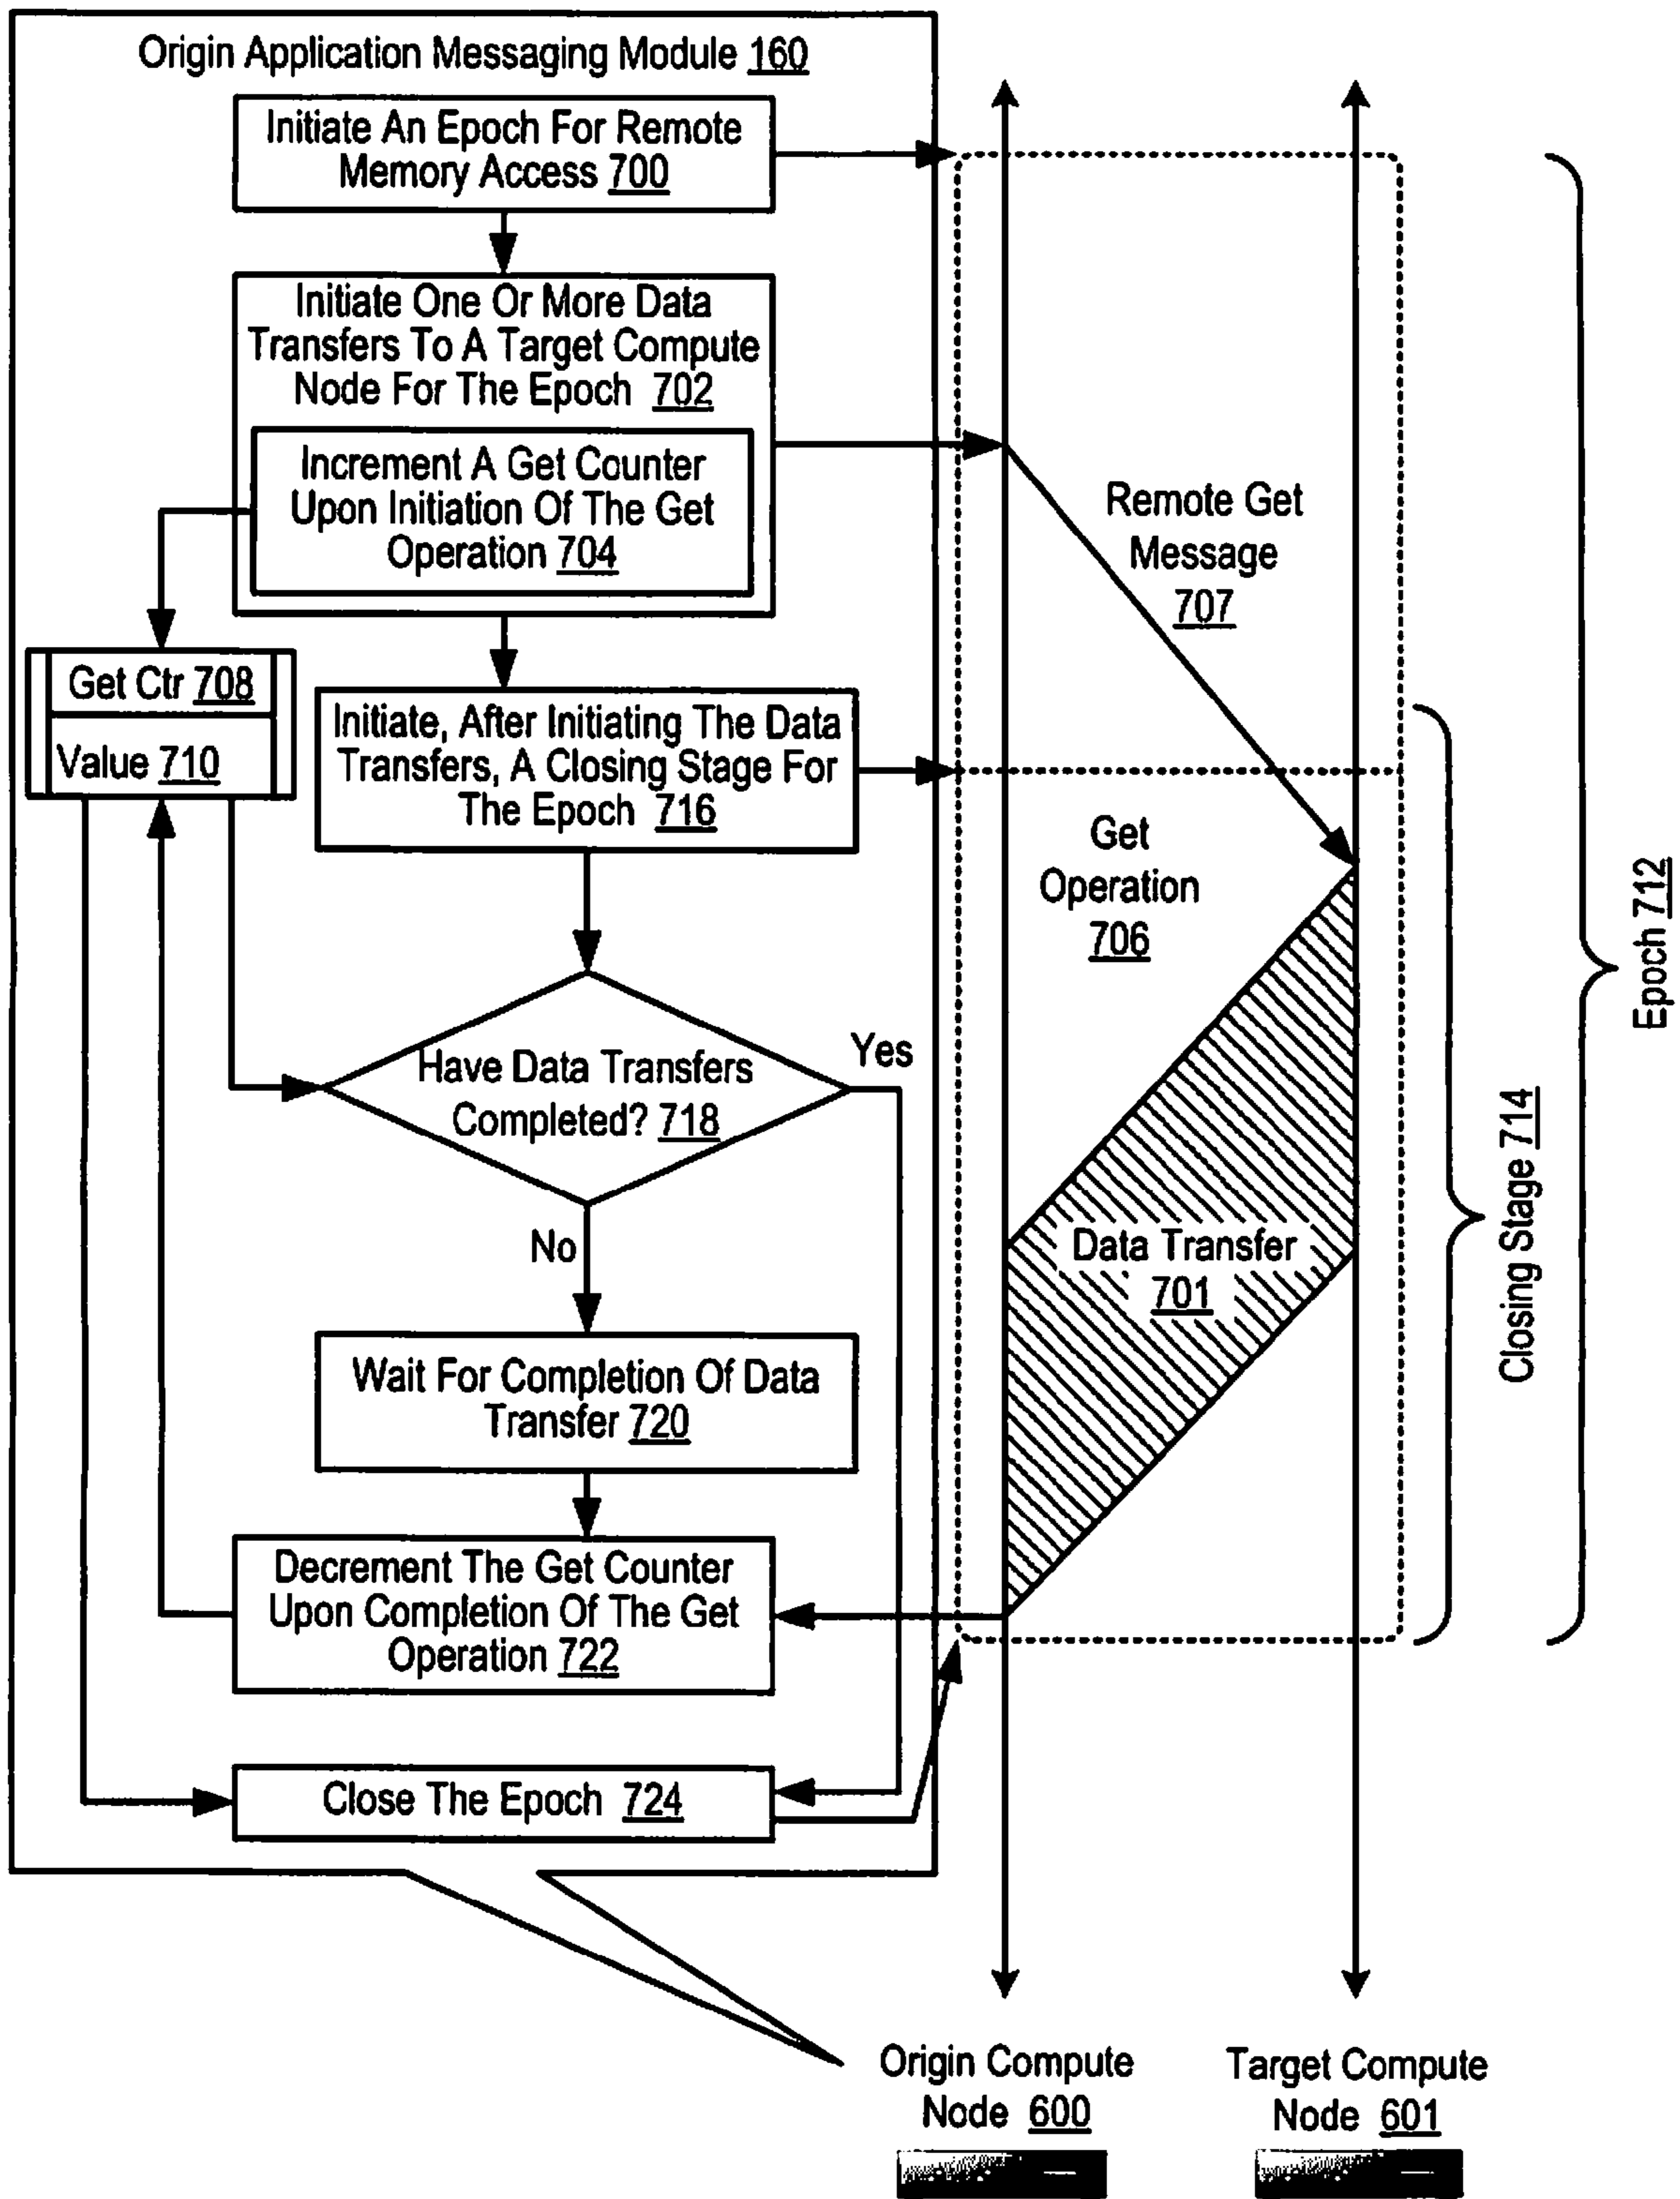 Origin Application Messaging Module 160
Initiate An Epoch For Remote
Memory Access 700
Initiate One Or More Data
Transfers To A Target Compute
Node For The Epoch 702
Increment A Get Counter
Upon Initiation Of The Get
Operation 704
Remote Get
Message
707
Get Ctr 708
Value 710
Initiate, After Initiating The Data
Transfers, A Closing Stage For
The Epoch 716
Get
Operation
706
Have Data Transfers
Completed? 718
Yes
No
Data Transfer
701
Wait For Completion Of Data
Transfer 720
Decrement The Get Counter
Upon Completion Of The Get
Operation 722
Close The Epoch 724
Closing Stage 714
Epoch 712
Origin Compute
Node 600
Target Compute
Node 601